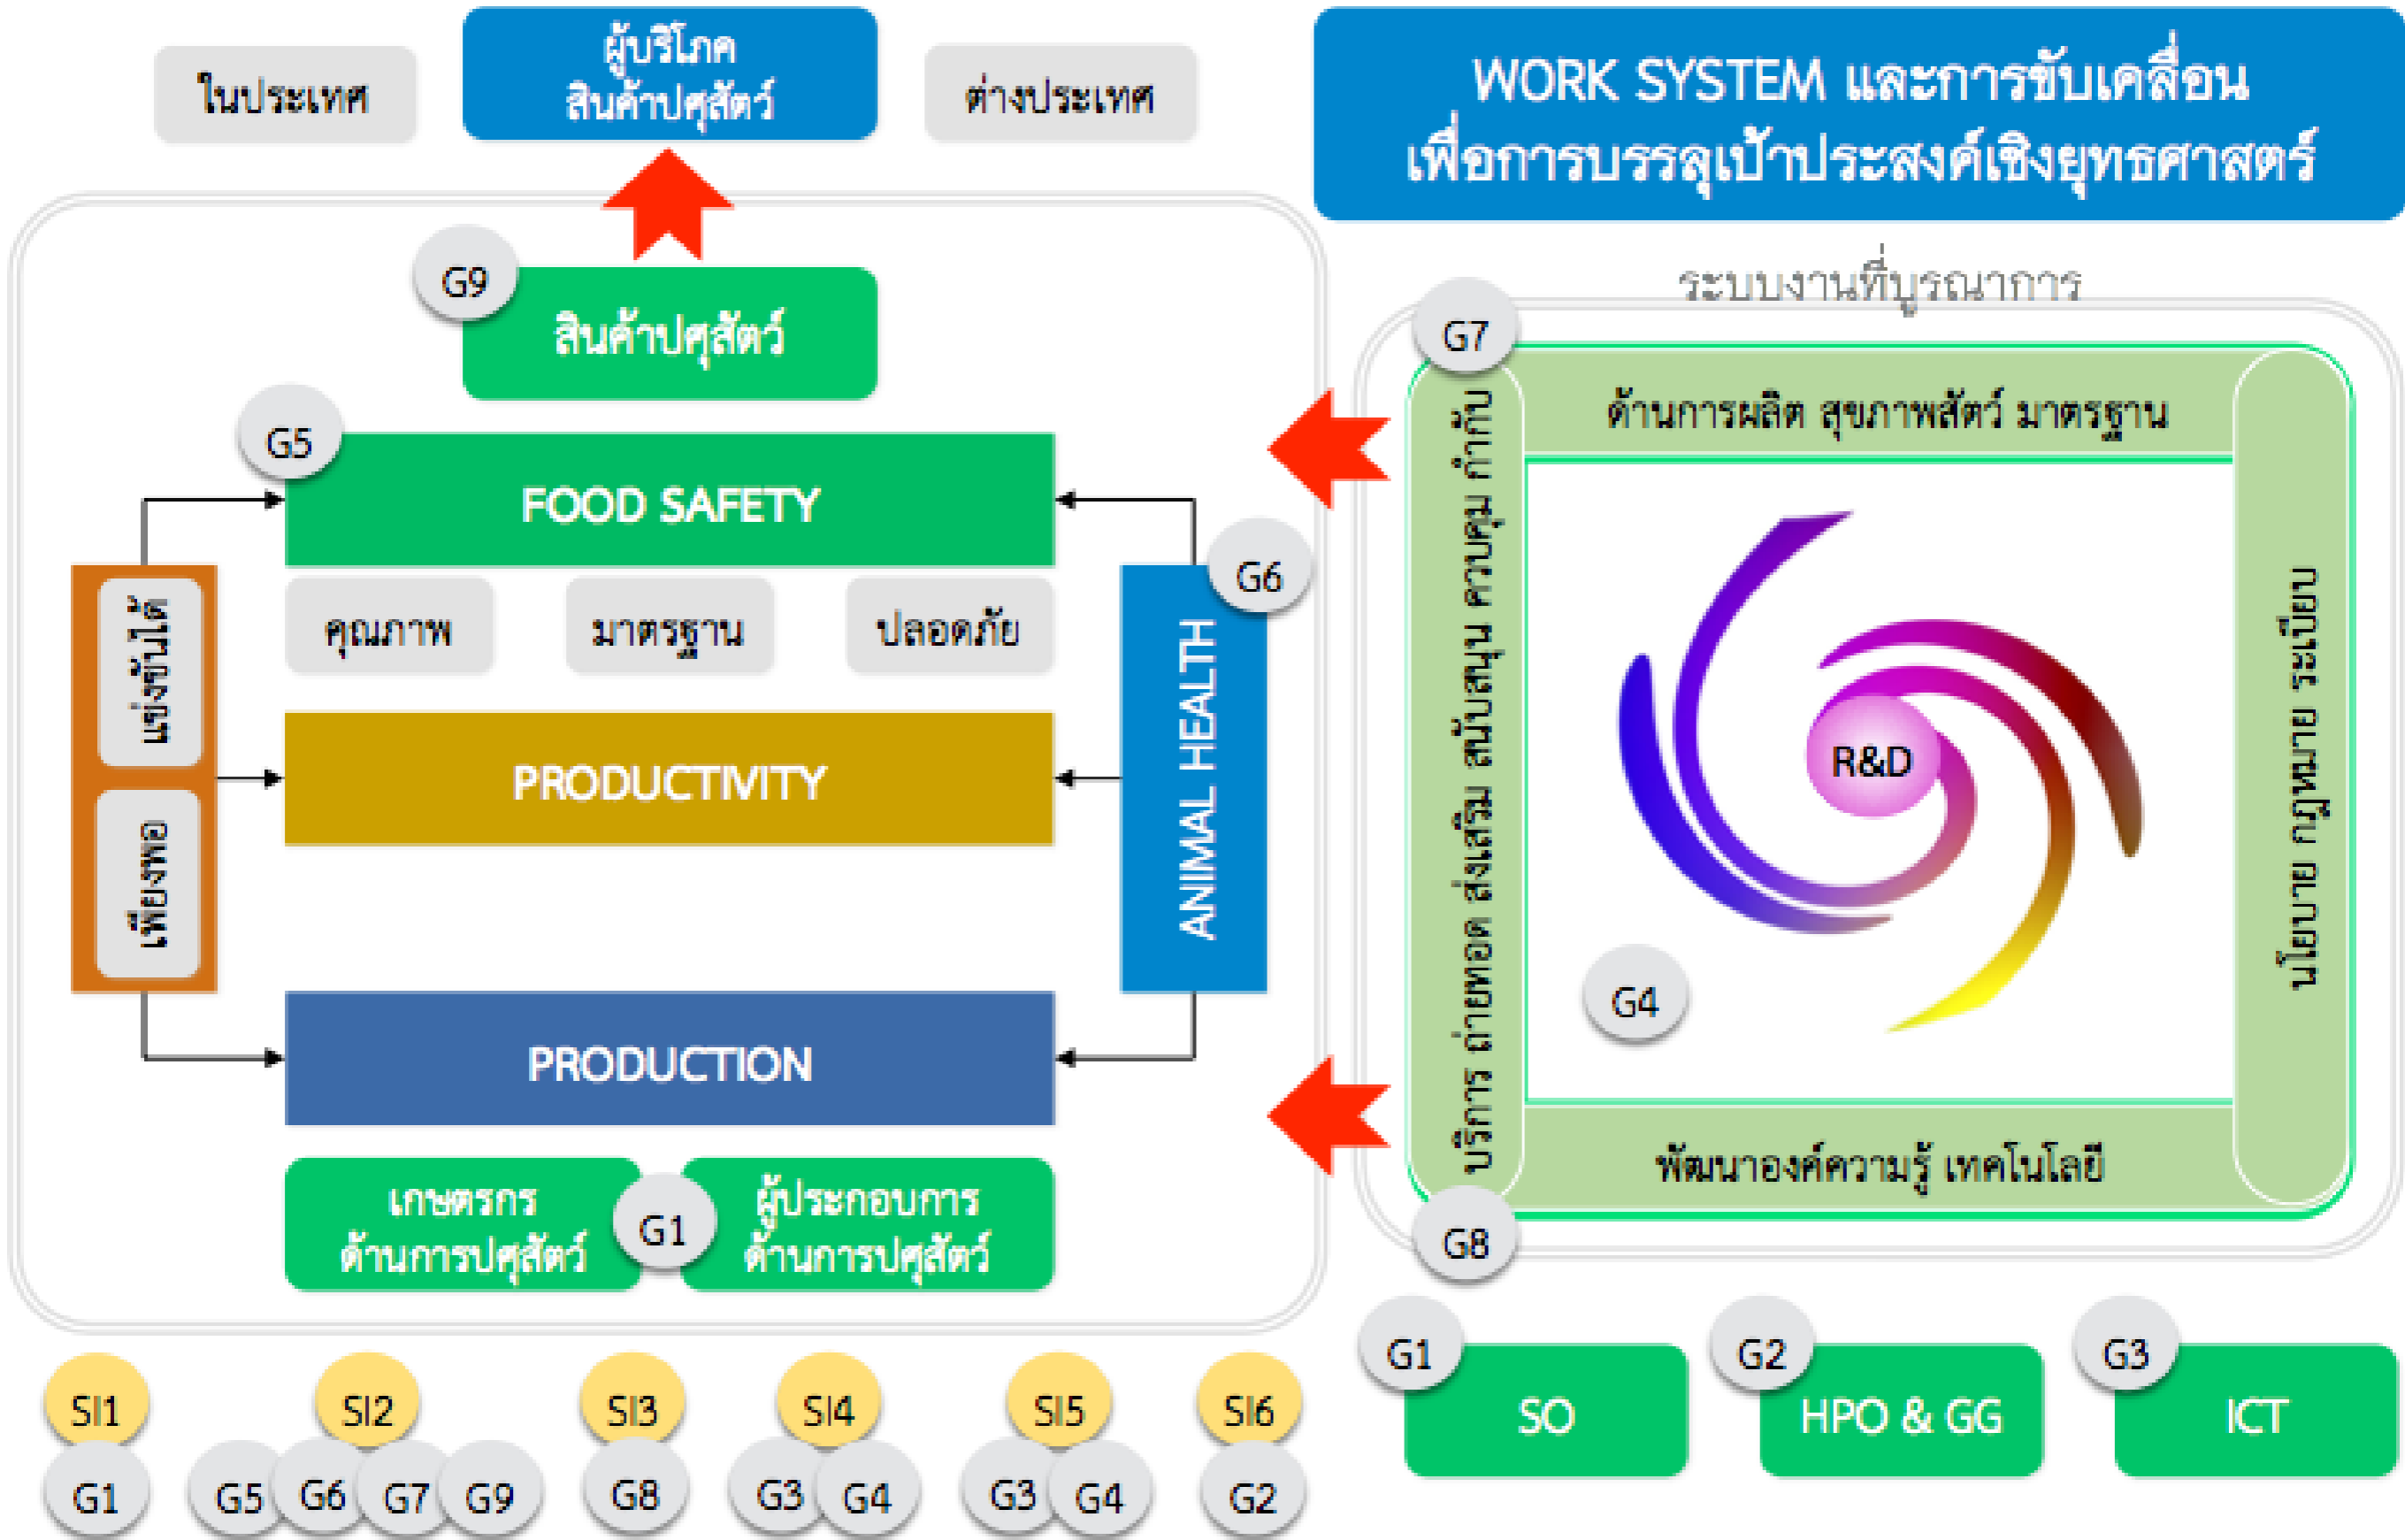 ในประเทศ
ผู้บริโภค
สินค้าปศุสัตว์
ต่างประเทศ
WORK SYSTEM และการขับเคลื่อน
เพื่อการบรรลุเป้าประสงค์เชิงยุทธศาสตร์
G9
สินค้าปศุสัตว์
G5
FOOD SAFETY
คุณภาพ
มาตรฐาน
ปลอดภัย
แข่งขันได้
เพียงพอ
PRODUCTIVITY
G6
ANIMAL HEALTH
PRODUCTION
เกษตรกร
ด้านการปศุสัตว์
G1
ผู้ประกอบการ
ด้านการปศุสัตว์
ระบบงานที่บูรณาการ
G7
ด้านการผลิต สุขภาพสัตว์ มาตรฐาน
บริการ ถ่ายทอด ส่งเสริม สนับสนุน ควบคุม กำกับ
R&D
G4
นโยบาย กฎหมาย ระเบียบ
พัฒนาองค์ความรู้ เทคโนโลยี
G8
G1
SO
G2
HPO & GG
G3
ICT
SI1
G1
SI2
G5 G6 G7 G9
SI3
G8
SI4
G3 G4
SI5
G3 G4
SI6
G2